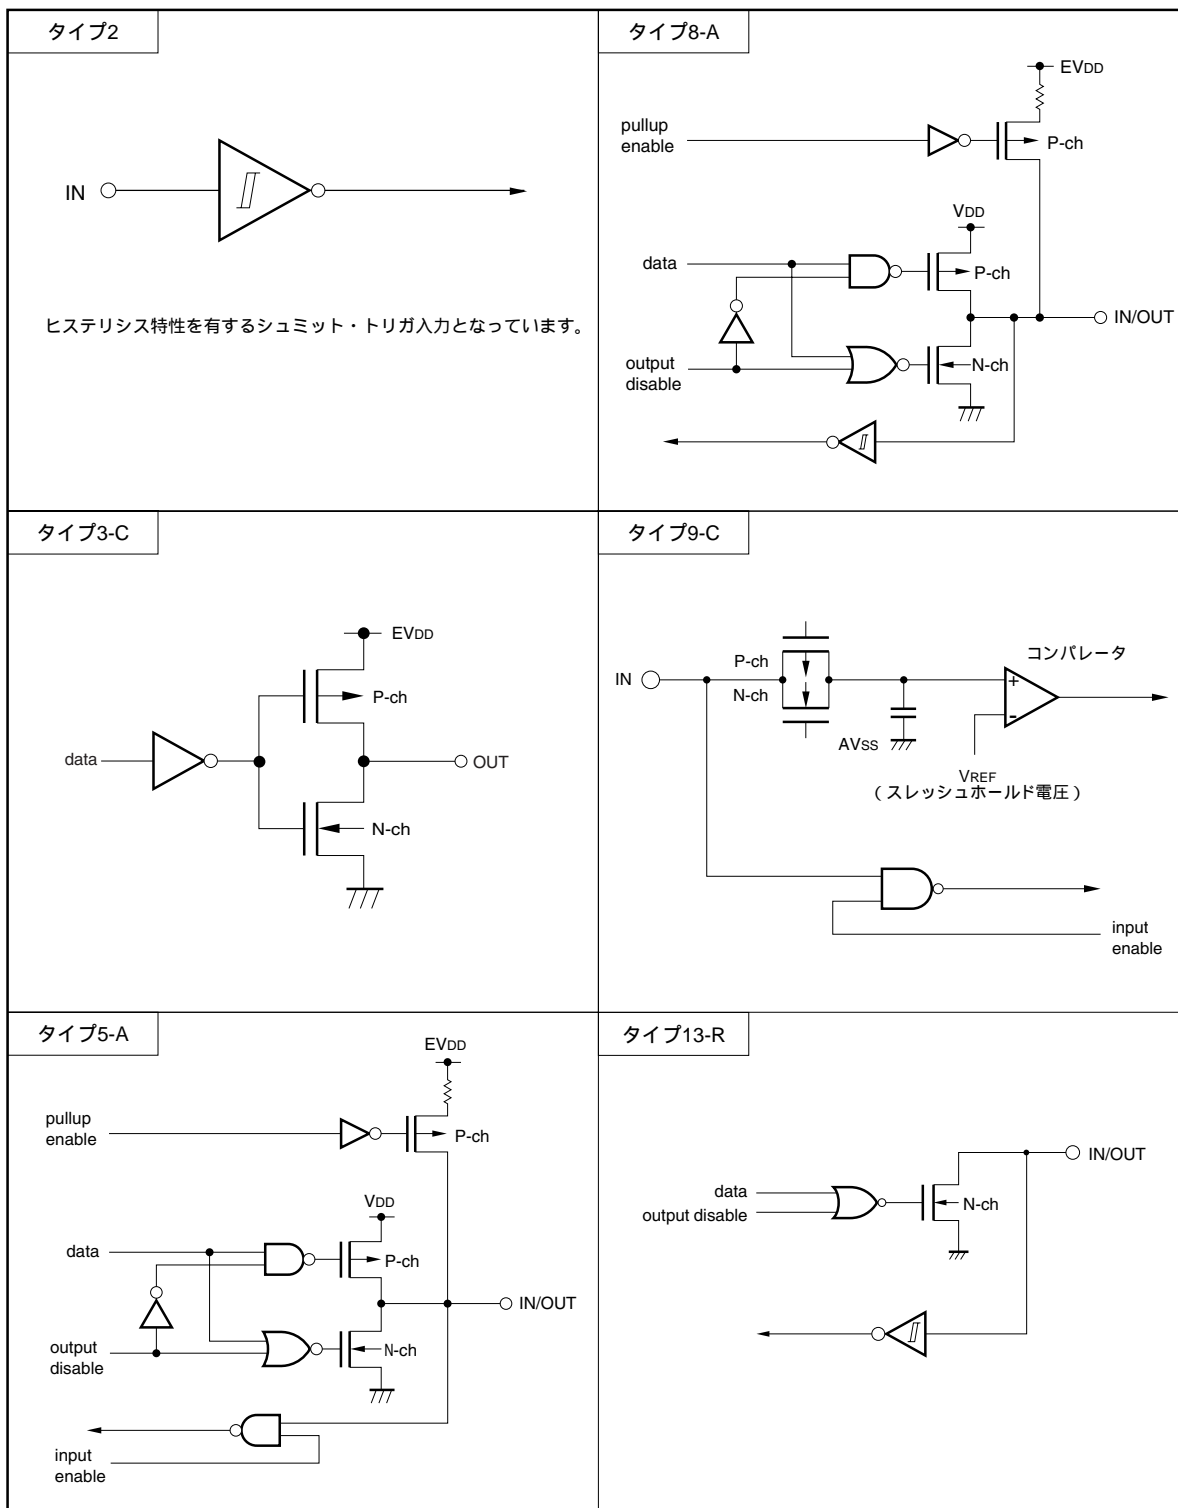 タイプ2
IN
ヒステリシス特性を有するシュミット・トリガ入力となっています。
タイプ8-A
EVDD
pullup
enable
P-ch
VDD
data
P-ch
IN/OUT
output
disable
N-ch
タイプ3-C
EVDD
P-ch
data
OUT
N-ch
タイプ9-C
コンパレータ
P-ch
IN
N-ch
+
-
AVSS
VREF
(スレッシュホールド電圧)
input
enable
タイプ5-A
EVDD
pullup
enable
P-ch
VDD
data
P-ch
IN/OUT
output
disable
N-ch
input
enable
タイプ13-R
IN/OUT
data
output disable
N-ch